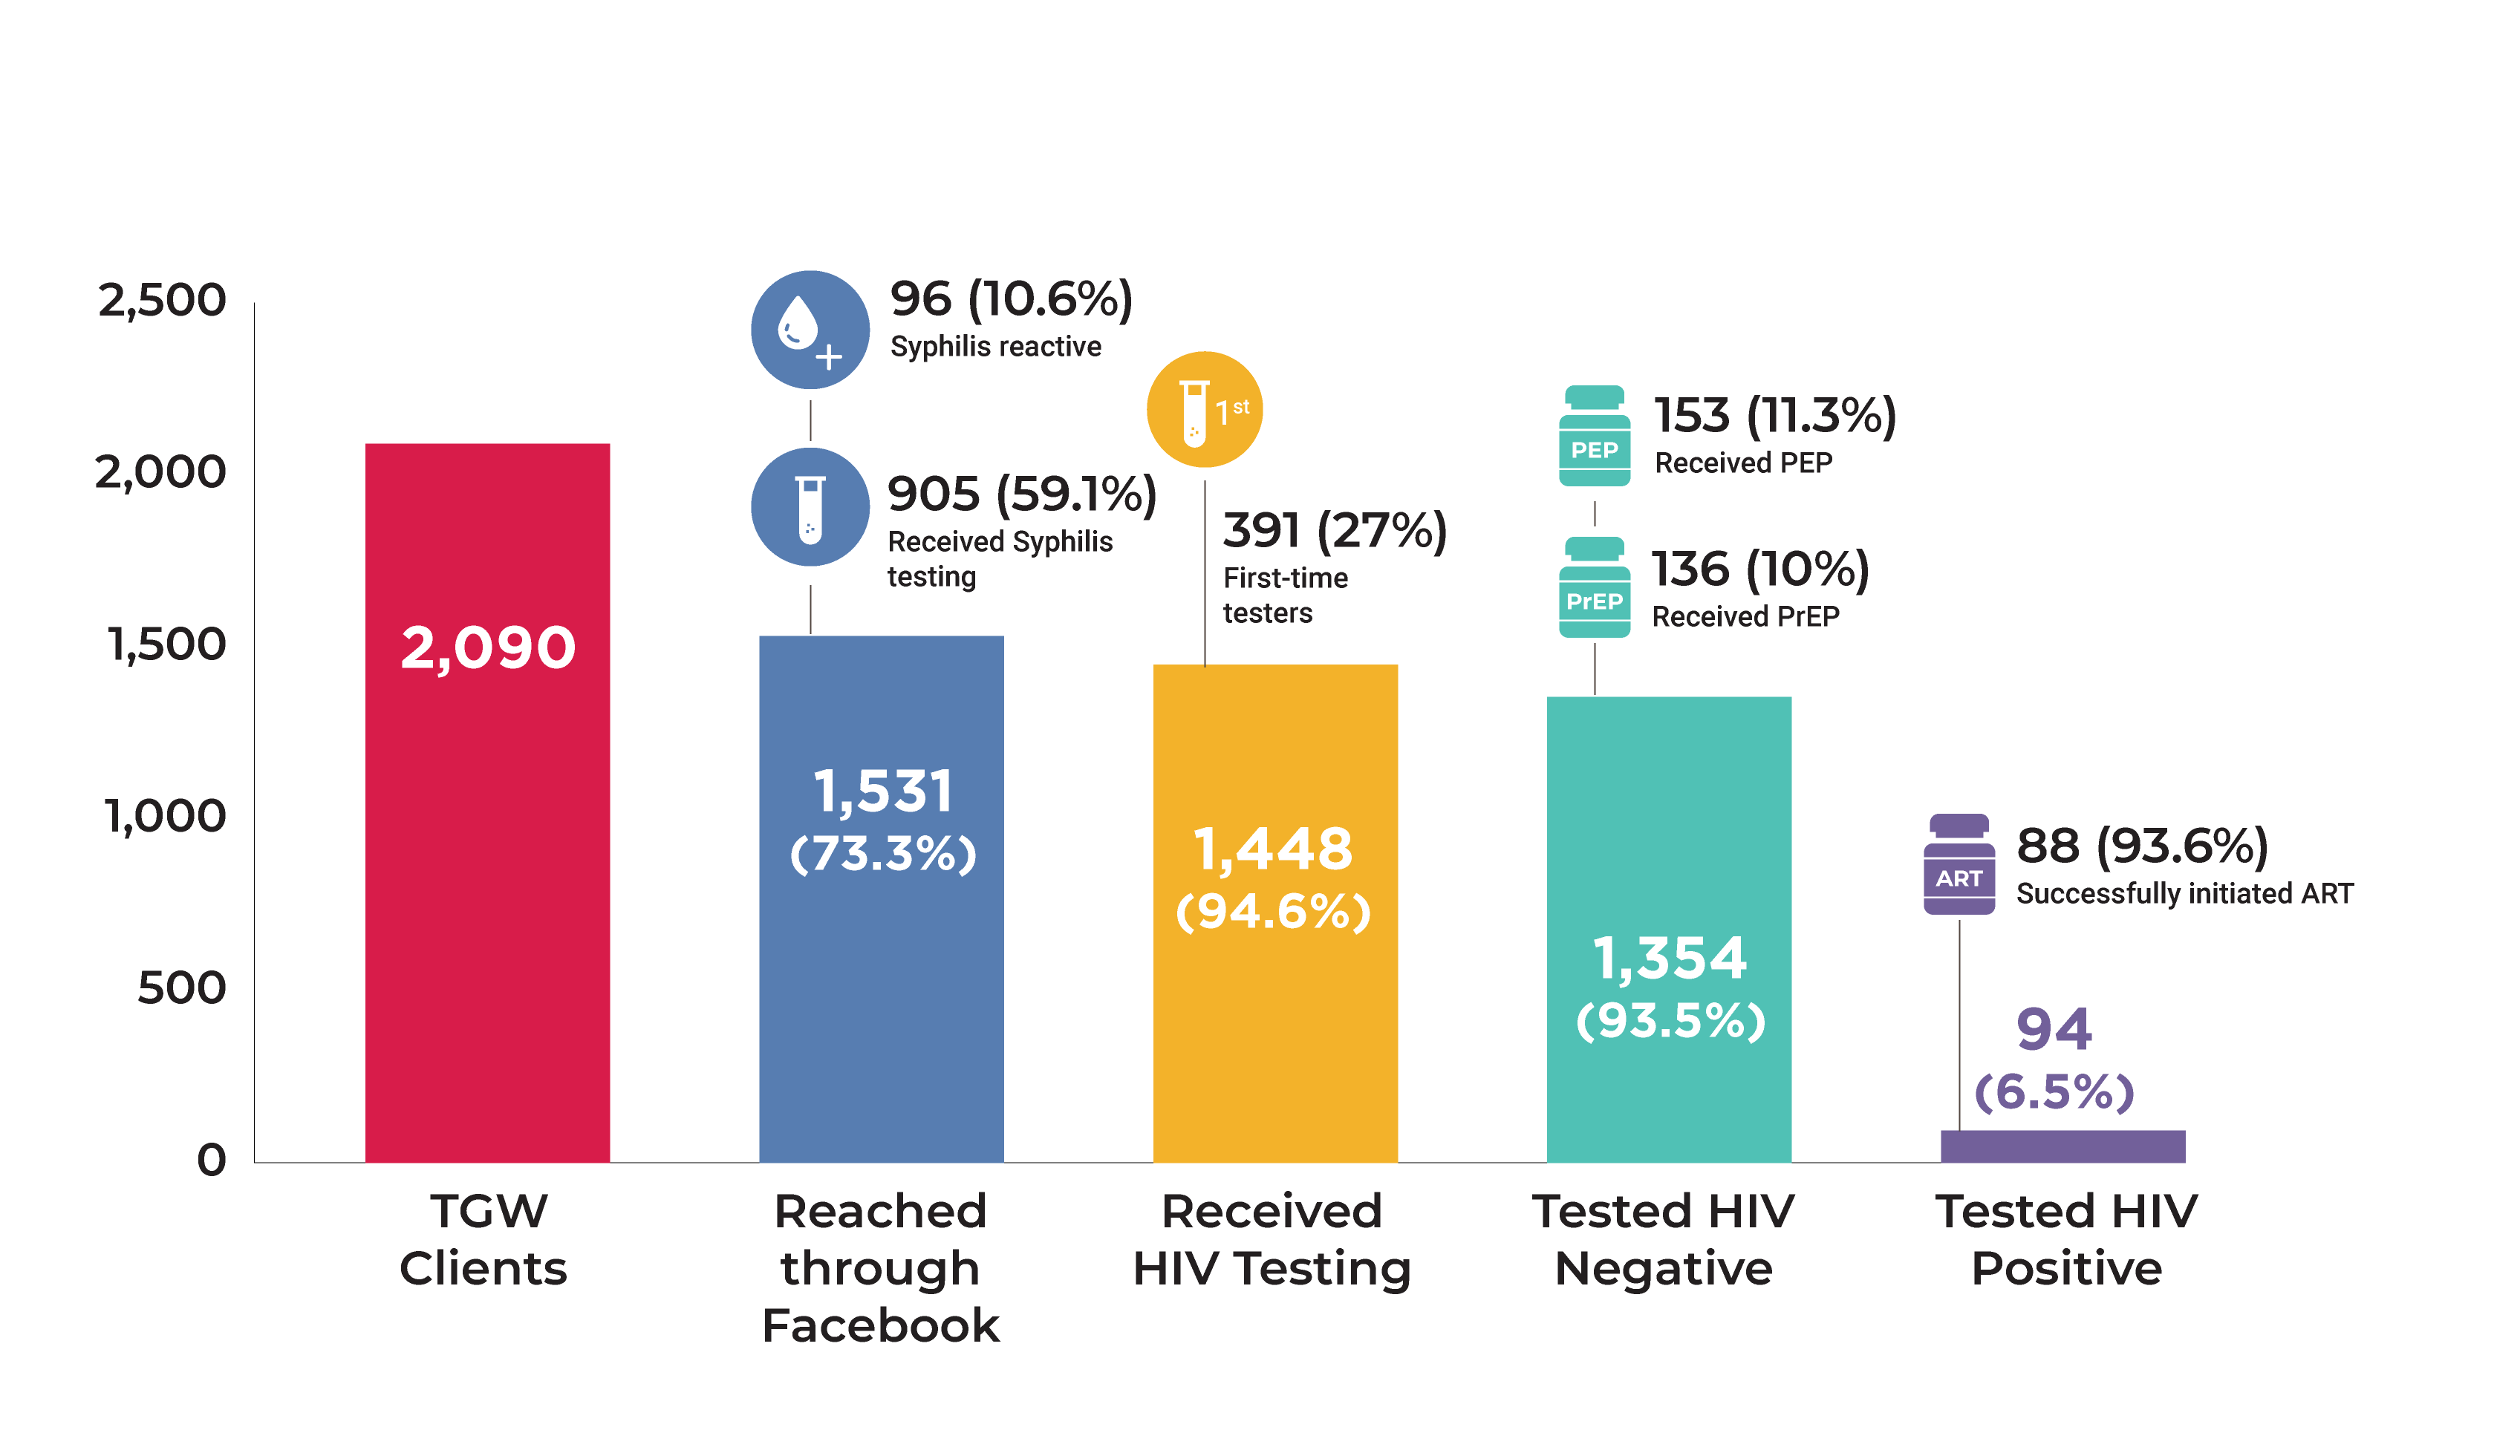 2,500
2,000
1,500
1,000
500
0
2,090
TGW
Clients
96 (10.6%)
Syphilis reactive
905 (59.1%)
Received Syphilis
testing
1,531
(73.3%)
Reached
through
Facebook
1st
391 (27%)
First-time
testers
1,448
(94.6%)
Received
HIV Testing
PEP
153 (11.3%)
Received PEP
PrEP
136 (10%)
Received PrEP
1,354
(93.5%)
Tested HIV
Negative
ART
88 (93.6%)
Successfully initiated ART
94
(6.5%)
Tested HIV
Positive